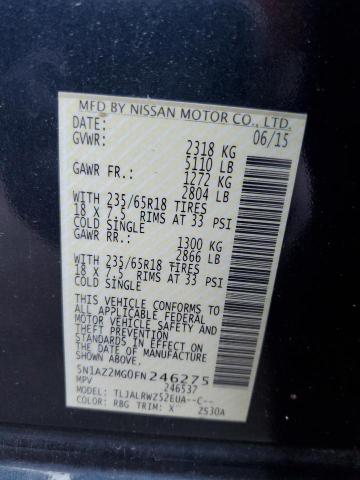 MFD BY NISSAN MOTOR CO., LTD.
DATE: 06/15
GVWR: 2318 KG
5110 LB
GAWR FR.: 1272 KG
2804 LB
WITH 235/65R18 TIRES
18 X 7.5 RIMS AT 33 PSI
COLD SINGLE
GAWR RR.: 1300 KG
2866 LB
WITH 235/65R18 TIRES
18 X 7.5 RIMS AT 33 PSI
COLD SINGLE
THIS VEHICLE CONFORMS TO
ALL APPLICABLE FEDERAL
MOTOR VEHICLE SAFETY AND
THEFT PREVENTION
STANDARDS IN EFFECT ON
THE DATE OF MANUFACTURE
SHOWN ABOVE.
5N1AZ2MG0FN246275
MPV 246537
MODEL: TLJALRWZ52EUA--C--
COLOR: RBG TRIM: X 2530A